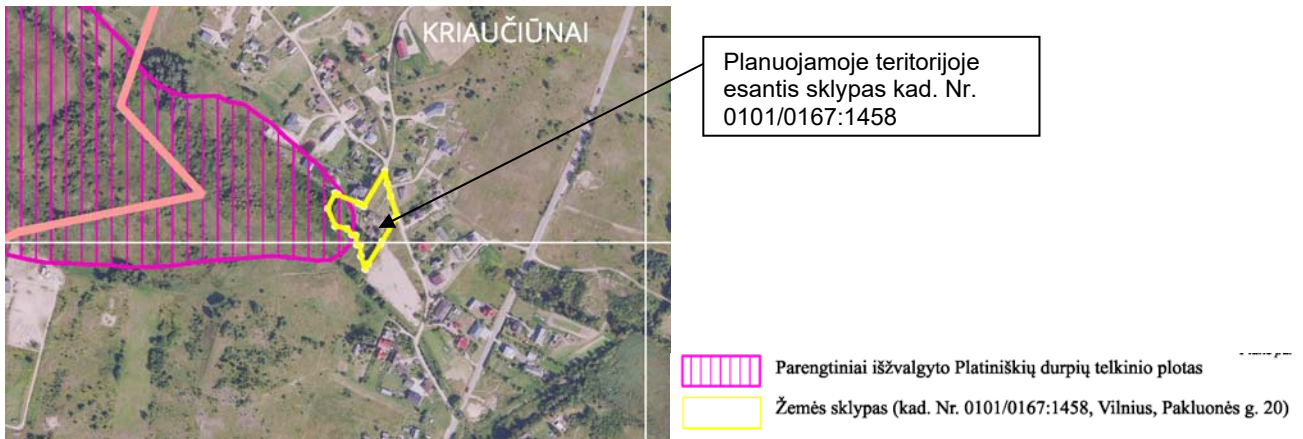 KRIAUČIŪNAI
Planuojamoje teritorijoje
esantis sklypas kad. Nr.
0101/0167:1458
Parengtiniai išžvalgyto Platiniškių durpių telkinio plotas
Žemės sklypas (kad. Nr. 0101/0167:1458, Vilnius, Pakluonės g. 20)